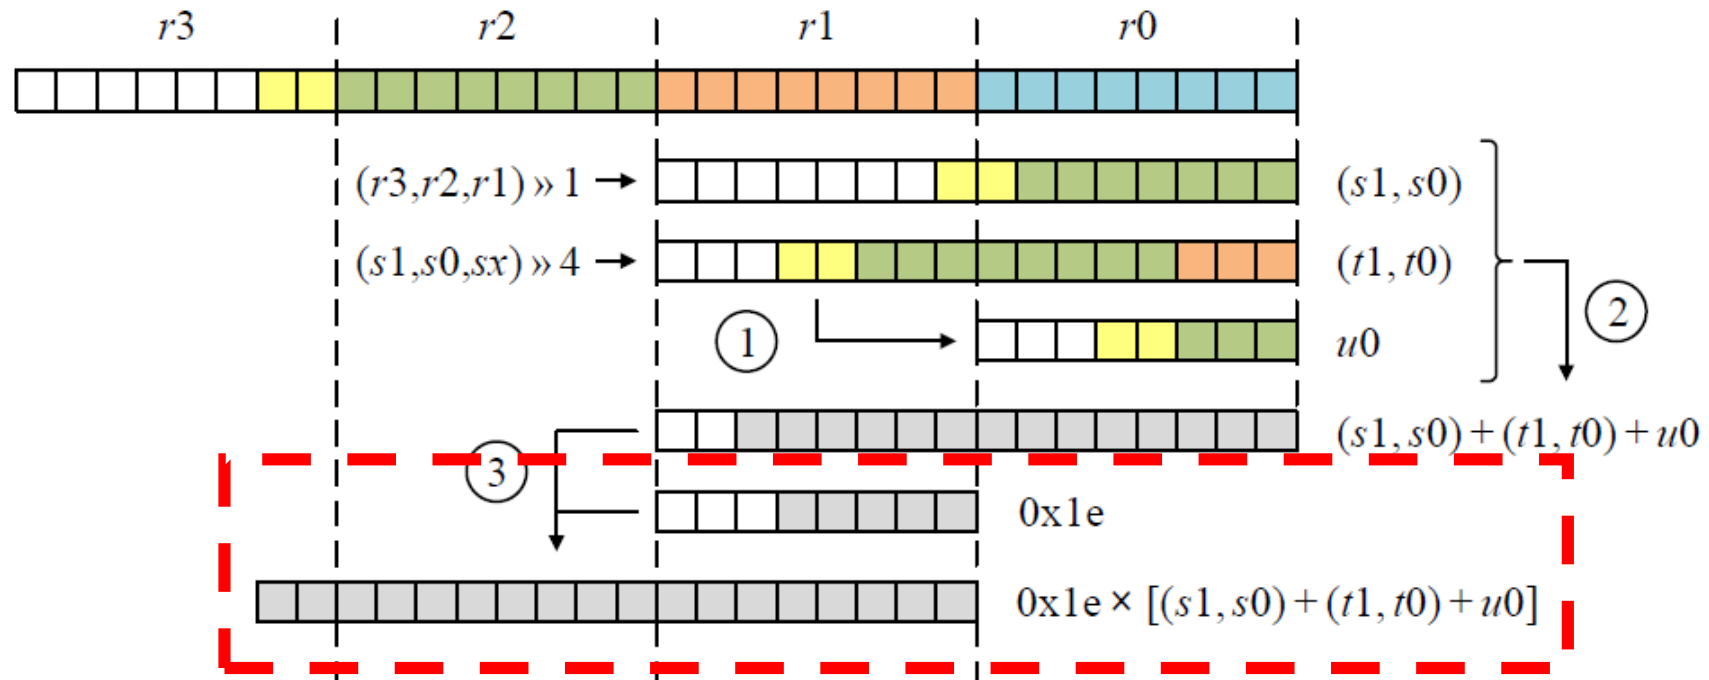 r3 r2 r1 r0
(r3,r2,r1) » 1 (s1, s0)
(s1,s0,sx) » 4 (t1, t0)
1 u0 2
(s1, s0) + (t1, t0) + u0
3
0x1e
0x1e × [(s1, s0) + (t1, t0) + u0]